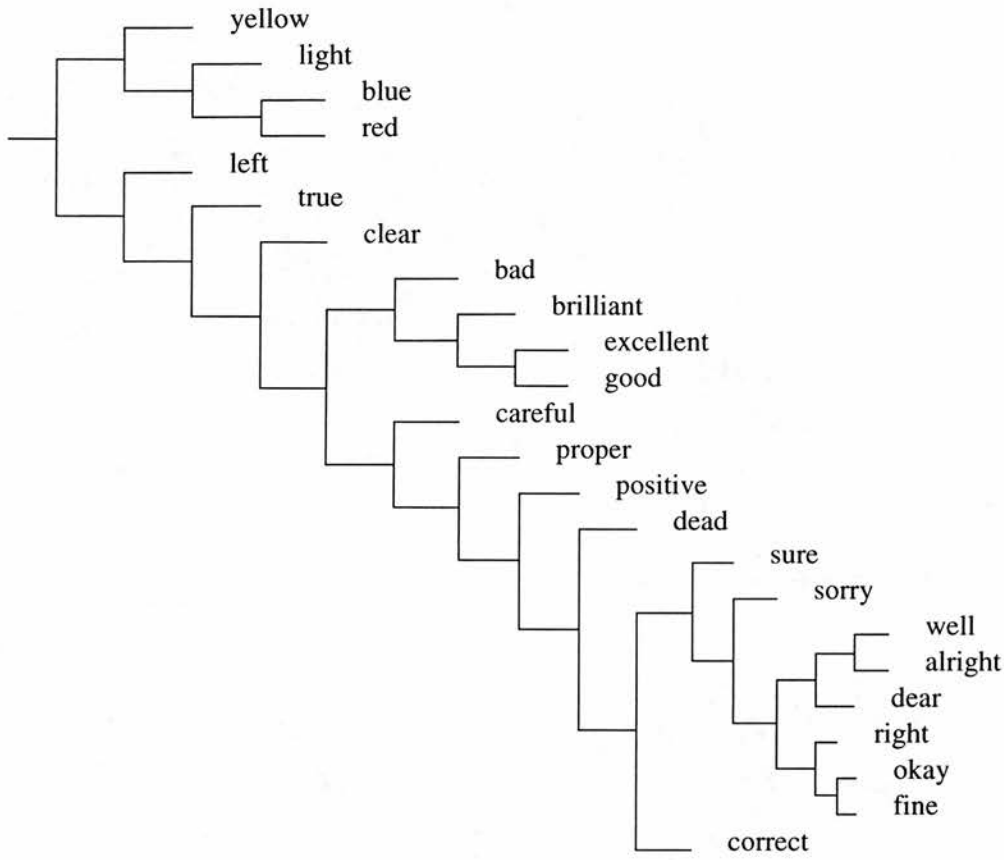 yellow
light
blue
red
left
true
clear
bad
brilliant
excellent
good
careful
proper
positive
dead
sure
sorry
well
alright
dear
right
okay
fine
correct